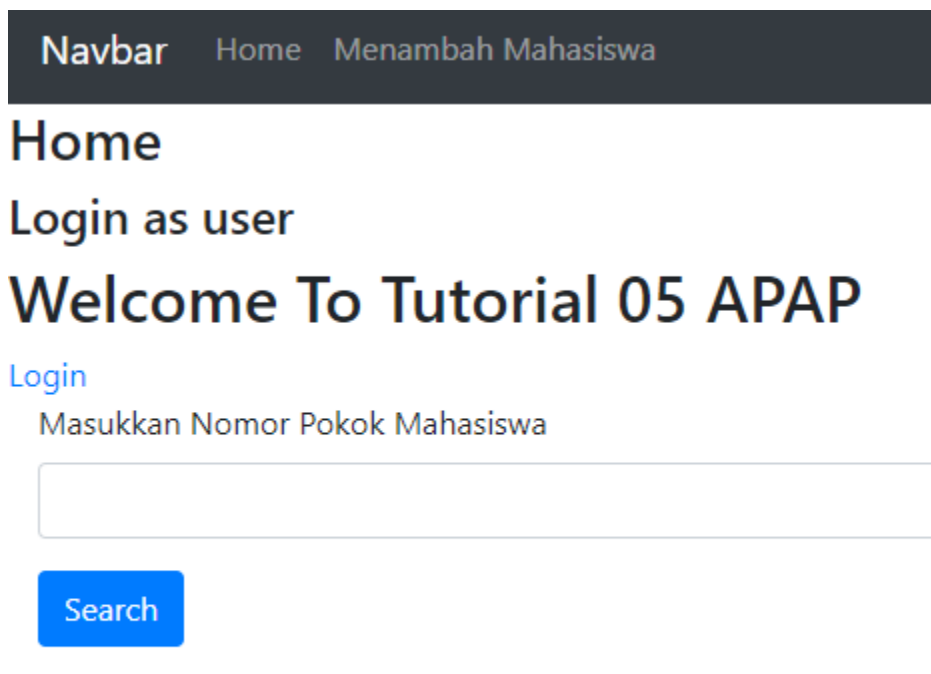 Navbar Home Menambah Mahasiswa
Home
Login as user
Welcome To Tutorial 05 APAP
Login
Masukkan Nomor Pokok Mahasiswa
Search